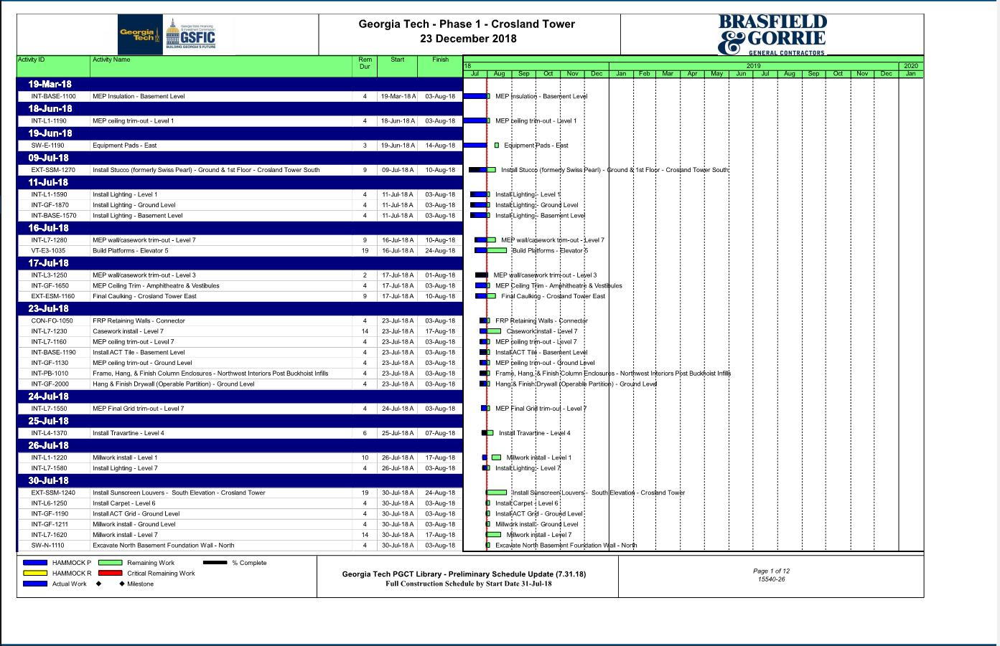 Georgia Tech
Georgia State Financing & Investment Commission
GSFIC
BUILDING GEORGIA'S FUTURE
Georgia Tech - Phase 1 - Crosland Tower
23 December 2018
BRASFIELD & GORRIE
GENERAL CONTRACTORS
Activity ID Activity Name Rem Dur Start Finish
18 2019 2020
Jul Aug Sep Oct Nov Dec Jan Feb Mar Apr May Jun Jul Aug Sep Oct Nov Dec Jan
19-Mar-18
INT-BASE-1100 MEP Insulation - Basement Level 4 19-Mar-18 A 03-Aug-18 MEP Insulation - Basement Level
18-Jun-18
INT-L1-1190 MEP ceiling trim-out - Level 1 4 18-Jun-18 A 03-Aug-18 MEP ceiling trim-out - Level 1
19-Jun-18
SW-E-1190 Equipment Pads - East 3 19-Jun-18 A 14-Aug-18 Equipment Pads - East
09-Jul-18
EXT-SSM-1270 Install Stucco (formerly Swiss Pearl) - Ground & 1st Floor - Crosland Tower South 9 09-Jul-18 A 10-Aug-18 Install Stucco (formerly Swiss Pearl) - Ground & 1st Floor - Crosland Tower South
11-Jul-18
INT-L1-1590 Install Lighting - Level 1 4 11-Jul-18 A 03-Aug-18 Install Lighting - Level 1
INT-GF-1870 Install Lighting - Ground Level 4 11-Jul-18 A 03-Aug-18 Install Lighting - Ground Level
INT-BASE-1570 Install Lighting - Basement Level 4 11-Jul-18 A 03-Aug-18 Install Lighting - Basement Level
16-Jul-18
INT-L7-1280 MEP wall/casework trim-out - Level 7 9 16-Jul-18 A 10-Aug-18 MEP wall/casework trim-out - Level 7
VT-E3-1035 Build Platforms - Elevator 5 19 16-Jul-18 A 24-Aug-18 Build Platforms - Elevator 5
17-Jul-18
INT-L3-1250 MEP wall/casework trim-out - Level 3 2 17-Jul-18 A 01-Aug-18 MEP wall/casework trim-out - Level 3
INT-GF-1650 MEP Ceiling Trim - Amphitheatre & Vestibules 4 17-Jul-18 A 03-Aug-18 MEP Ceiling Trim - Amphitheatre & Vestibules
EXT-ESM-1160 Final Caulking - Crosland Tower East 9 17-Jul-18 A 10-Aug-18 Final Caulking - Crosland Tower East
23-Jul-18
CON-FO-1050 FRP Retaining Walls - Connector 4 23-Jul-18 A 03-Aug-18 FRP Retaining Walls - Connector
INT-L7-1230 Casework install - Level 7 14 23-Jul-18 A 17-Aug-18 Casework install - Level 7
INT-L7-1160 MEP ceiling trim-out - Level 7 4 23-Jul-18 A 03-Aug-18 MEP ceiling trim-out - Level 7
INT-BASE-1190 Install ACT Tile - Basement Level 4 23-Jul-18 A 03-Aug-18 Install ACT Tile - Basement Level
INT-GF-1130 MEP ceiling trim-out - Ground Level 4 23-Jul-18 A 03-Aug-18 MEP ceiling trim-out - Ground Level
INT-PB-1010 Frame, Hang, & Finish Column Enclosures - Northwest Interiors Post Buckhoist Infills 4 23-Jul-18 A 03-Aug-18 Frame, Hang, & Finish Column Enclosures - Northwest Interiors Post Buckhoist Infills
INT-GF-2000 Hang & Finish Drywall (Operable Partition) - Ground Level 4 23-Jul-18 A 03-Aug-18 Hang & Finish Drywall (Operable Partition) - Ground Level
24-Jul-18
INT-L7-1550 MEP Final Grid trim-out - Level 7 4 24-Jul-18 A 03-Aug-18 MEP Final Grid trim-out - Level 7
25-Jul-18
INT-L4-1370 Install Travartine - Level 4 6 25-Jul-18 A 07-Aug-18 Install Travartine - Level 4
26-Jul-18
INT-L1-1220 Millwork install - Level 1 10 26-Jul-18 A 17-Aug-18 Millwork install - Level 1
INT-L7-1580 Install Lighting - Level 7 4 26-Jul-18 A 03-Aug-18 Install Lighting - Level 7
30-Jul-18
EXT-SSM-1240 Install Sunscreen Louvers - South Elevation - Crosland Tower 19 30-Jul-18 A 24-Aug-18 Install Sunscreen Louvers - South Elevation - Crosland Tower
INT-L6-1250 Install Carpet - Level 6 4 30-Jul-18 A 03-Aug-18 Install Carpet - Level 6
INT-GF-1190 Install ACT Grid - Ground Level 4 30-Jul-18 A 03-Aug-18 Install ACT Grid - Ground Level
INT-GF-1211 Millwork install - Ground Level 4 30-Jul-18 A 03-Aug-18 Millwork install - Ground Level
INT-L7-1620 Millwork install - Level 7 14 30-Jul-18 A 17-Aug-18 Millwork install - Level 7
SW-N-1110 Excavate North Basement Foundation Wall - North 4 30-Jul-18 A 03-Aug-18 Excavate North Basement Foundation Wall - North
HAMMOCK P Remaining Work % Complete
HAMMOCK R Critical Remaining Work
Actual Work Milestone
Georgia Tech PGCT Library - Preliminary Schedule Update (7.31.18)
Full Construction Schedule by Start Date 31-Jul-18
Page 1 of 12
15540-26